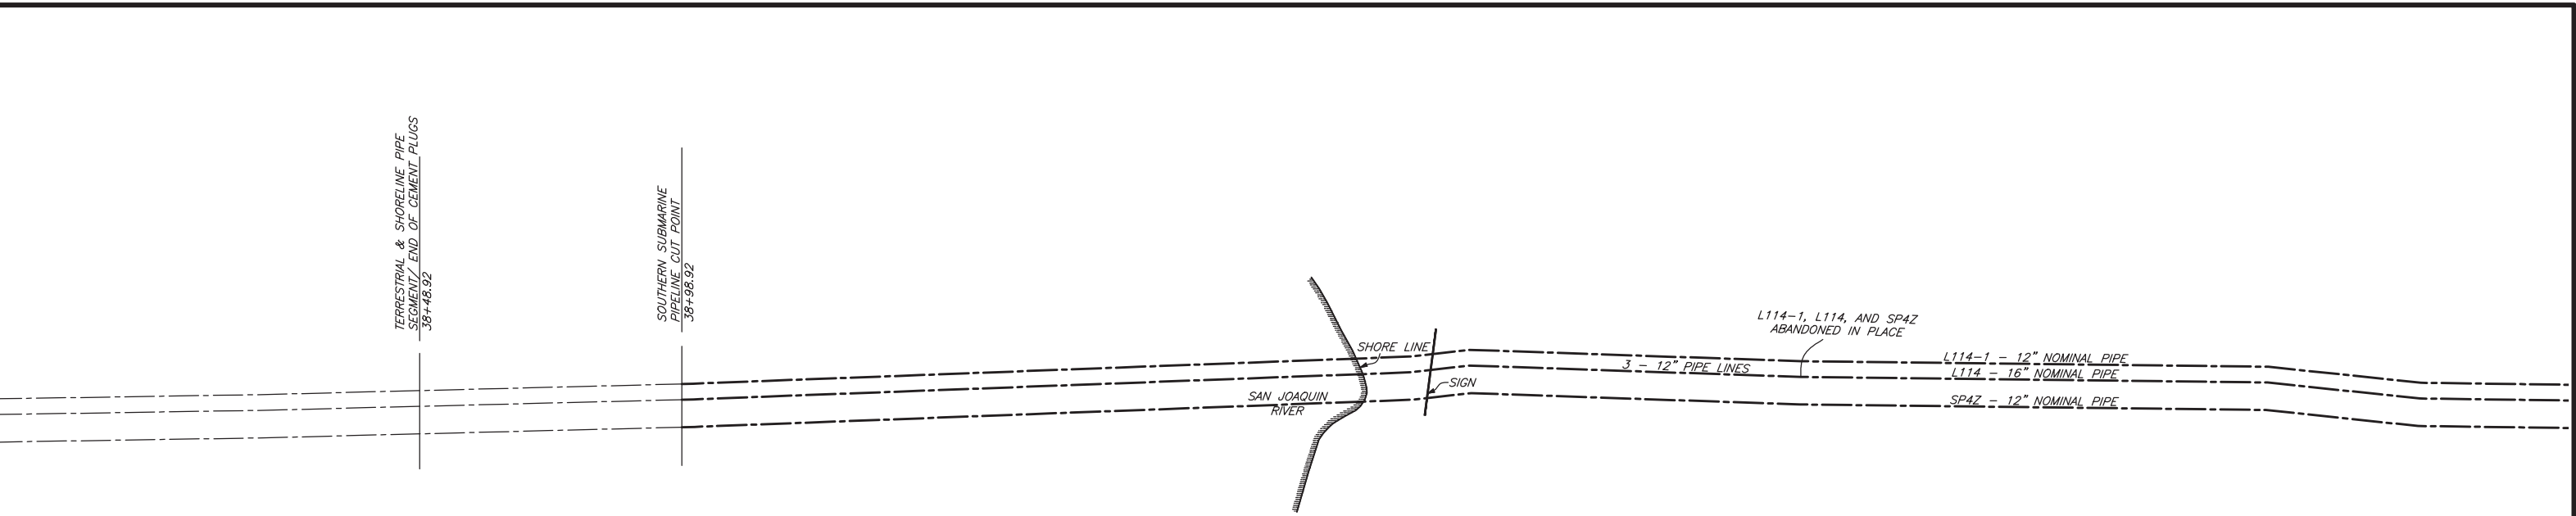 TERRESTRIAL & SHORELINE PIPE
SEGMENT/ END OF CEMENT PLUGS
38+48.92
SOUTHERN SUBMARINE
PIPELINE CUT POINT
38+98.92
SHORE LINE
SAN JOAQUIN
RIVER
SIGN
3 - 12" PIPE LINES
L114-1, L114, AND SP4Z
ABANDONED IN PLACE
L114-1 - 12" NOMINAL PIPE
L114 - 16" NOMINAL PIPE
SP4Z - 12" NOMINAL PIPE